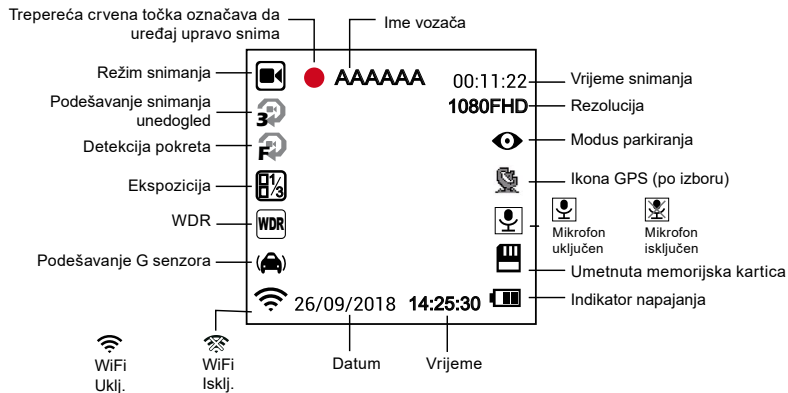 Trepereća crvena točka označava da
uređaj upravo snima
Ime vozača
Režim snimanja
AAAAAA
00:11:22
Vrijeme snimanja
Podešavanje snimanja
unedogled
3
1080FHD
Rezolucija
Detekcija pokreta
F
Modus parkiranja
Ekspozicija
1/3
Ikona GPS (po izboru)
WDR
WDR
Mikrofon
uključen
Mikrofon
isključen
Podešavanje G senzora
Umetnuta memorijska kartica
26/09/2018
14:25:30
Indikator napajanja
WiFi
Uklj.
WiFi
Isklj.
Datum
Vrijeme